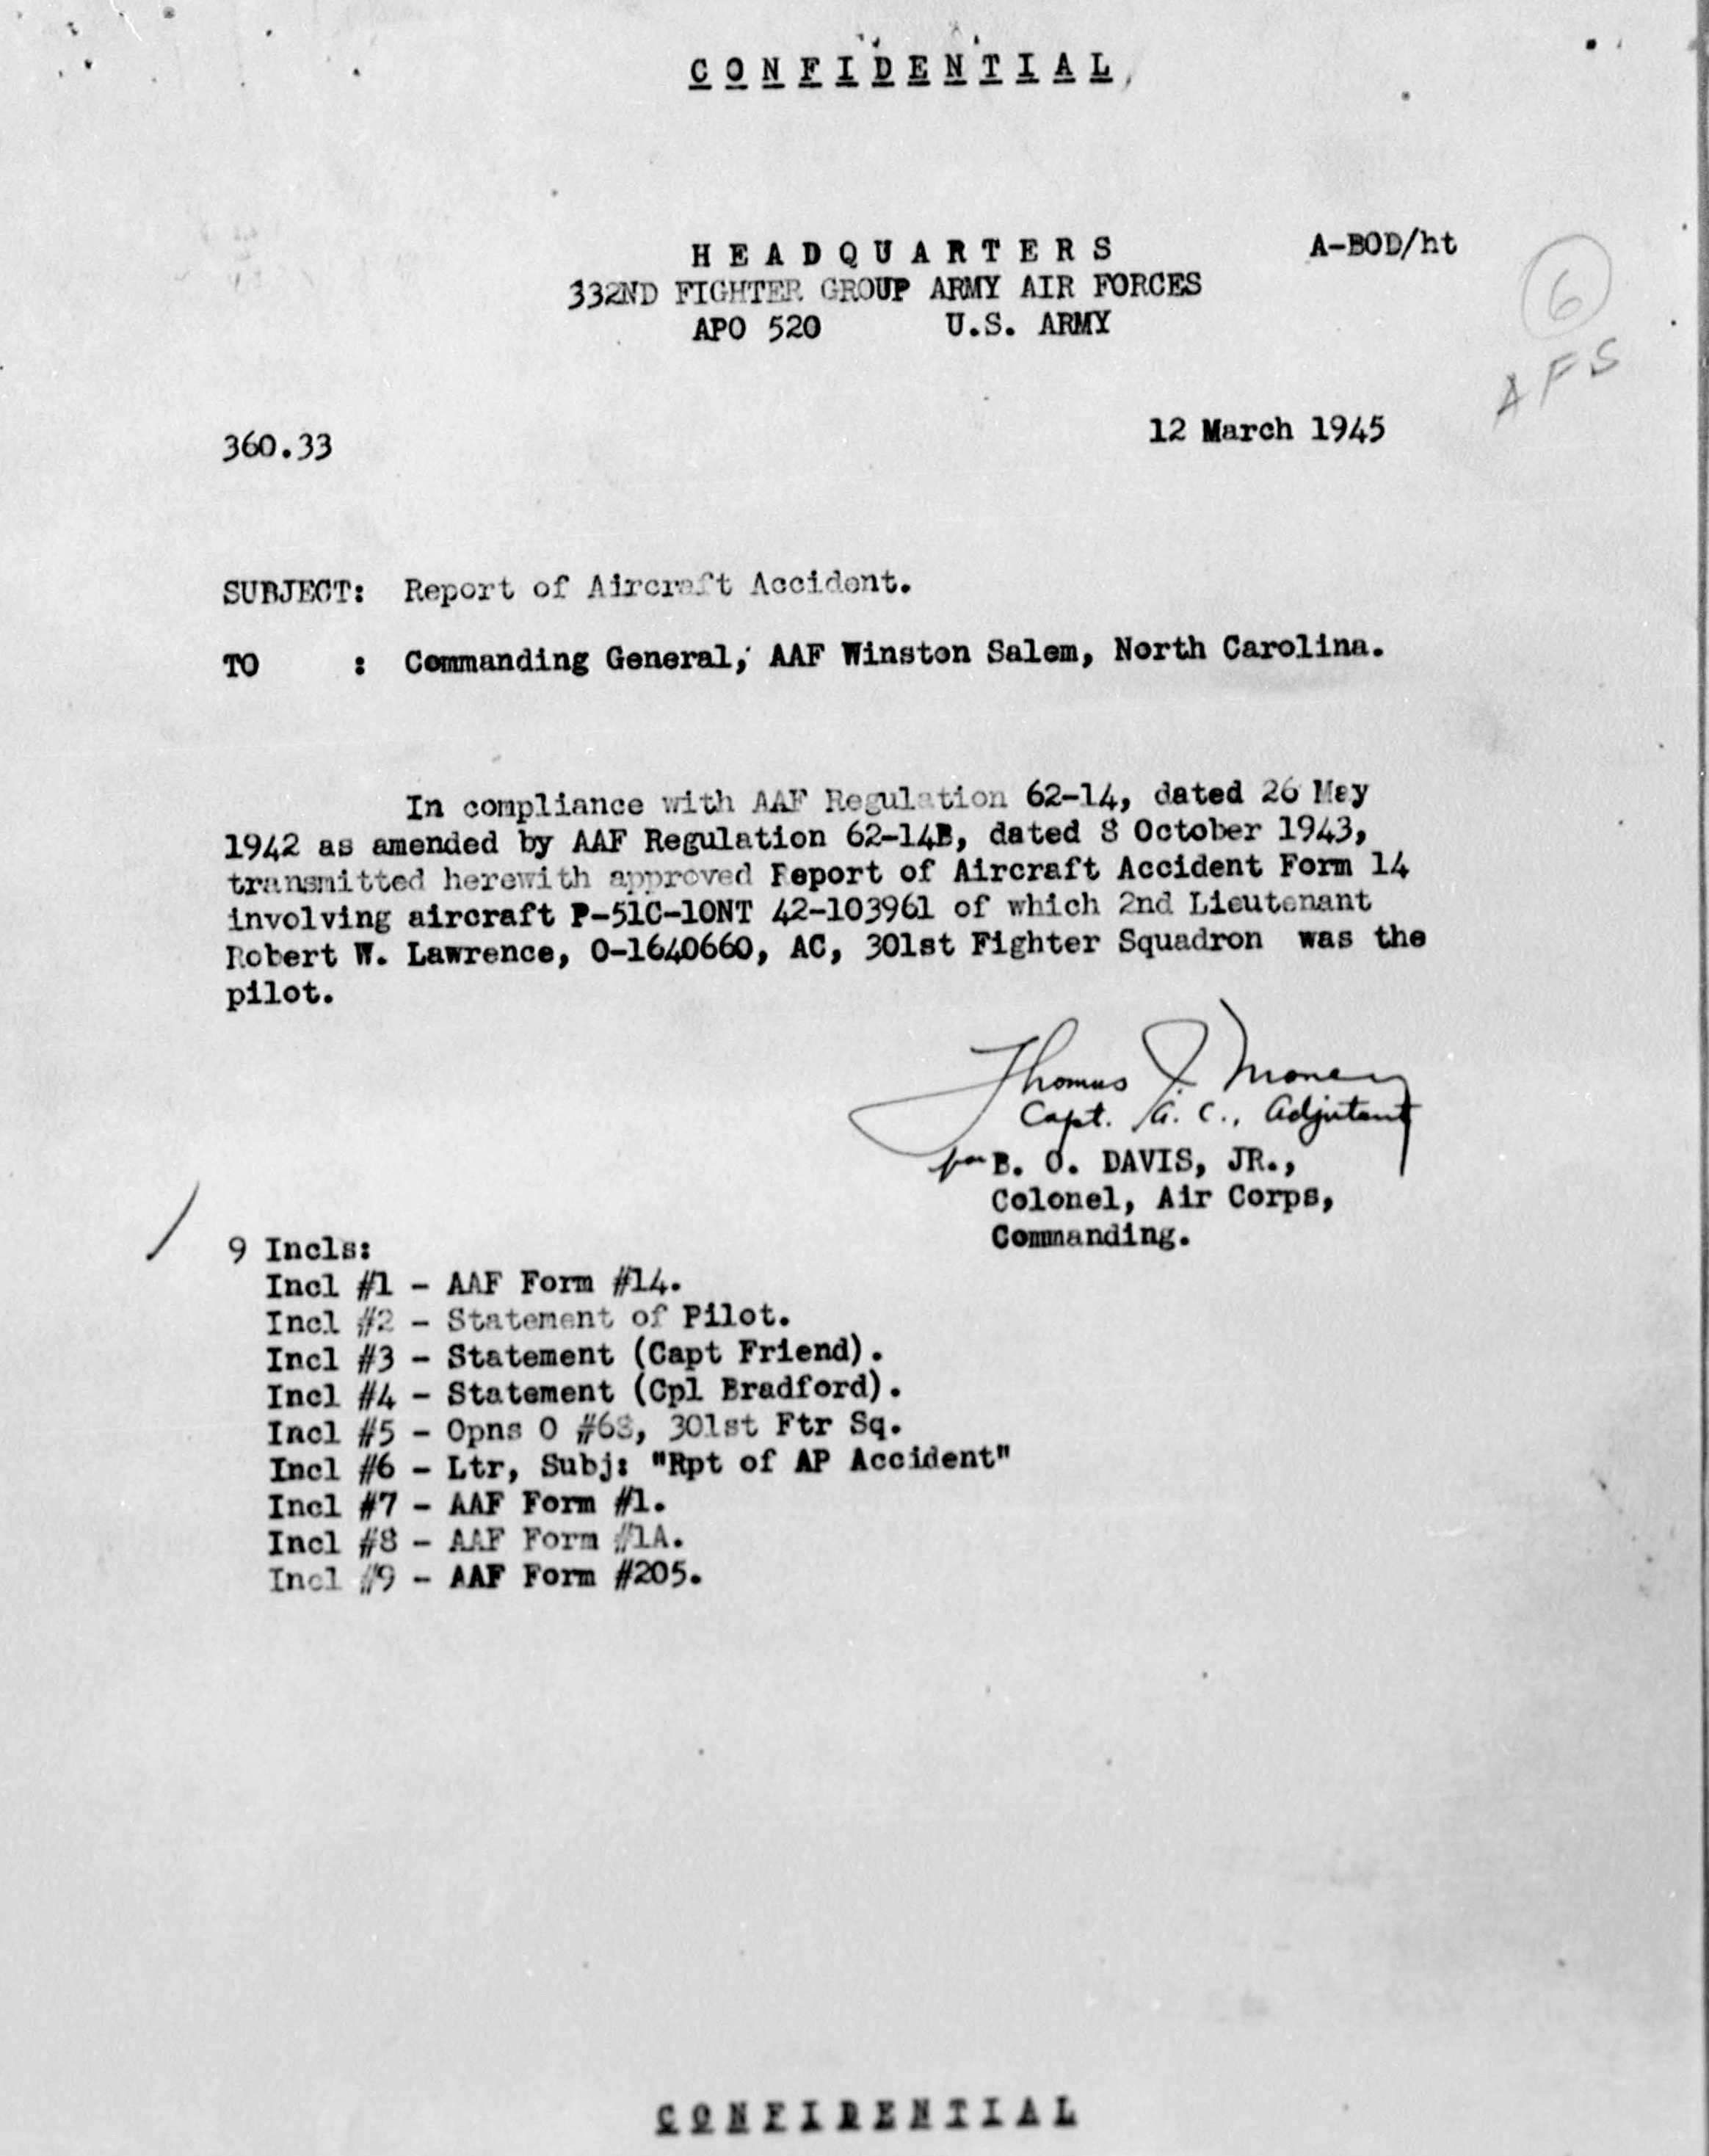 CONFIDENTIAL
HEADQUARTERS
A-BOD/ht
332ND FIGHTER GROUP ARMY AIR FORCES
APO 520 U.S. ARMY
6
AFS
360.33
12 March 1945
SUBJECT: Report of Aircraft Accident.
TO : Commanding General, AAF Winston Salem, North Carolina.
In compliance with AAF Regulation 62-14, dated 26 May
1942 as amended by AAF Regulation 62-14B, dated 8 October 1943,
transmitted herewith approved Report of Aircraft Accident Form 14
involving aircraft P-51C-10NT 42-103961 of which 2nd Lieutenant
Robert W. Lawrence, O-1640660, AC, 301st Fighter Squadron was the
pilot.
Thomas J. Money
Capt. A. C., Adjutant
for B. O. DAVIS, JR.,
Colonel, Air Corps,
Commanding.
9 Incls:
Incl #1 - AAF Form #14.
Incl #2 - Statement of Pilot.
Incl #3 - Statement (Capt Friend).
Incl #4 - Statement (Cpl Bradford).
Incl #5 - Opns O #68, 301st Ftr Sq.
Incl #6 - Ltr, Subj: "Rpt of AP Accident"
Incl #7 - AAF Form #1.
Incl #8 - AAF Form #1A.
Incl #9 - AAF Form #205.
CONFIDENTIAL